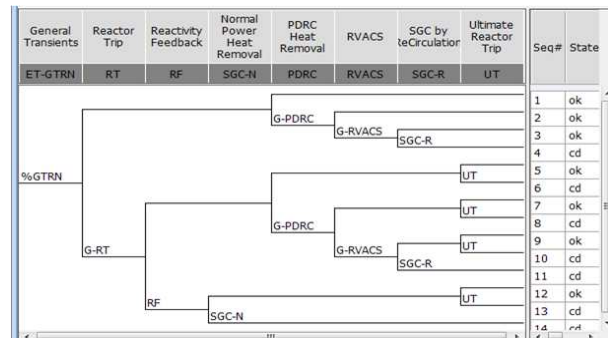 General Transients
Reactor Trip
Reactivity Feedback
Normal Power Heat Removal
PDRC Heat Removal
RVACS
SGC by ReCirculation
Ultimate Reactor Trip
Seq#
State
ET-GTRN
RT
RF
SGC-N
PDRC
RVACS
SGC-R
UT
1 ok
G-PDRC
2 ok
G-RVACS
3 ok
SGC-R
4 cd
%GTRN
5 ok
UT
6 cd
7 ok
UT
G-PDRC
8 cd
9 ok
G-RT
G-RVACS
UT
10 cd
SGC-R
11 cd
12 ok
RF
UT
13 cd
SGC-N
14 cd